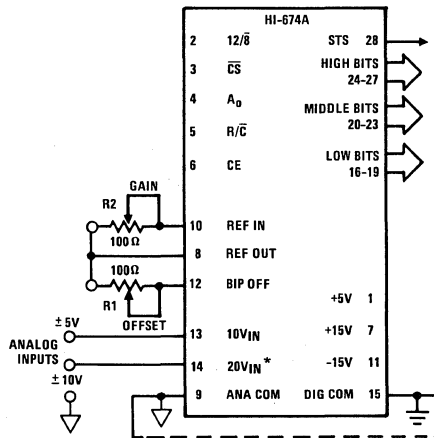 HI-674A
2 12/8̅ STS 28
3 C̅S̅ HIGH BITS
24-27
4 Ao MIDDLE BITS
20-23
5 R/C̅
6 CE LOW BITS
16-19
GAIN
R2
100Ω
10 REF IN
8 REF OUT
100Ω
12 BIP OFF
R1
OFFSET
+5V 1
±5V
13 10VIN +15V 7
ANALOG
INPUTS
14 20VIN* -15V 11
±10V
9 ANA COM DIG COM 15